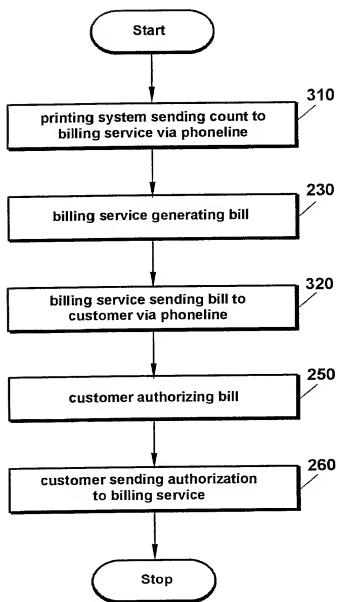 Start
310
printing system sending count to
billing service via phoneline
230
billing service generating bill
320
billing service sending bill to
customer via phoneline
250
customer authorizing bill
260
customer sending authorization
to billing service
Stop